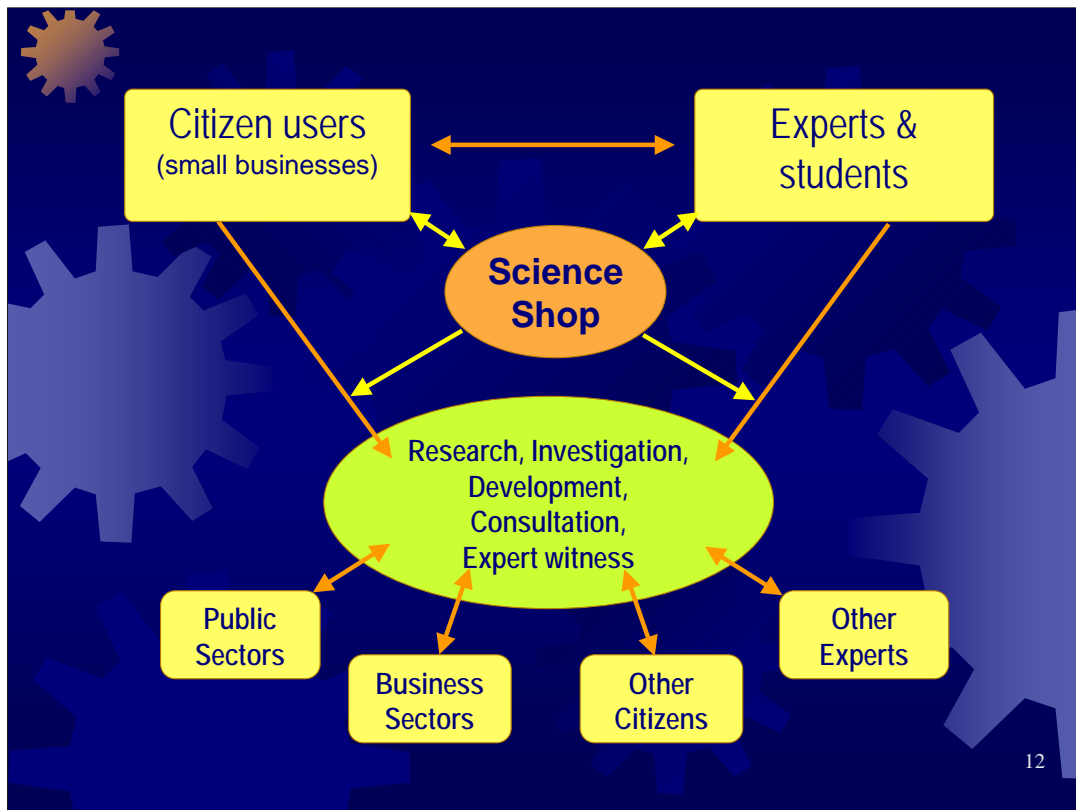 Citizen users
(small businesses)
Experts &
students
Science
Shop
Research, Investigation,
Development,
Consultation,
Expert witness
Public
Sectors
Business
Sectors
Other
Citizens
Other
Experts
12